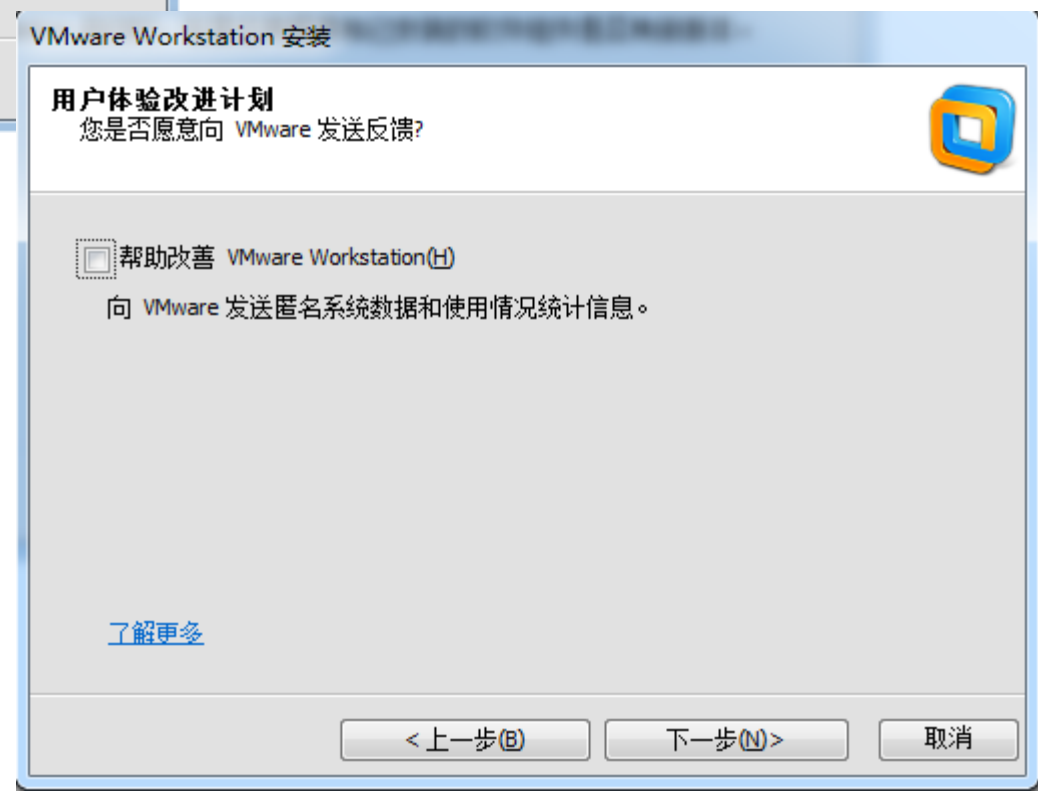 VMware Workstation 安装
用户体验改进计划
您是否愿意向 VMware 发送反馈?
帮助改善 VMware Workstation(H)
向 VMware 发送匿名系统数据和使用情况统计信息。
了解更多
<上一步(B) 下一步(N)> 取消